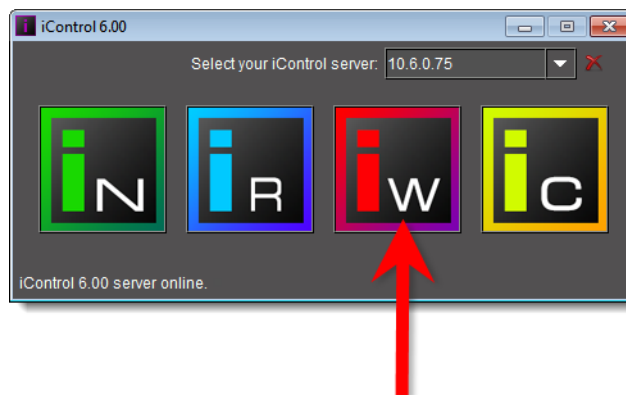 iControl 6.00
Select your iControl server: 10.6.0.75
iN iR iW iC
iControl 6.00 server online.